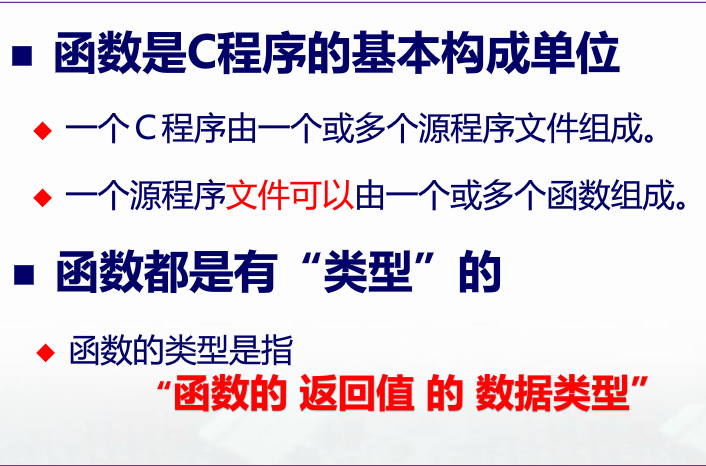 ■ 函数是C程序的基本构成单位
◆ 一个Ｃ程序由一个或多个源程序文件组成。
◆ 一个源程序文件可以由一个或多个函数组成。
■ 函数都是有“类型”的
◆ 函数的类型是指
“函数的 返回值 的 数据类型”